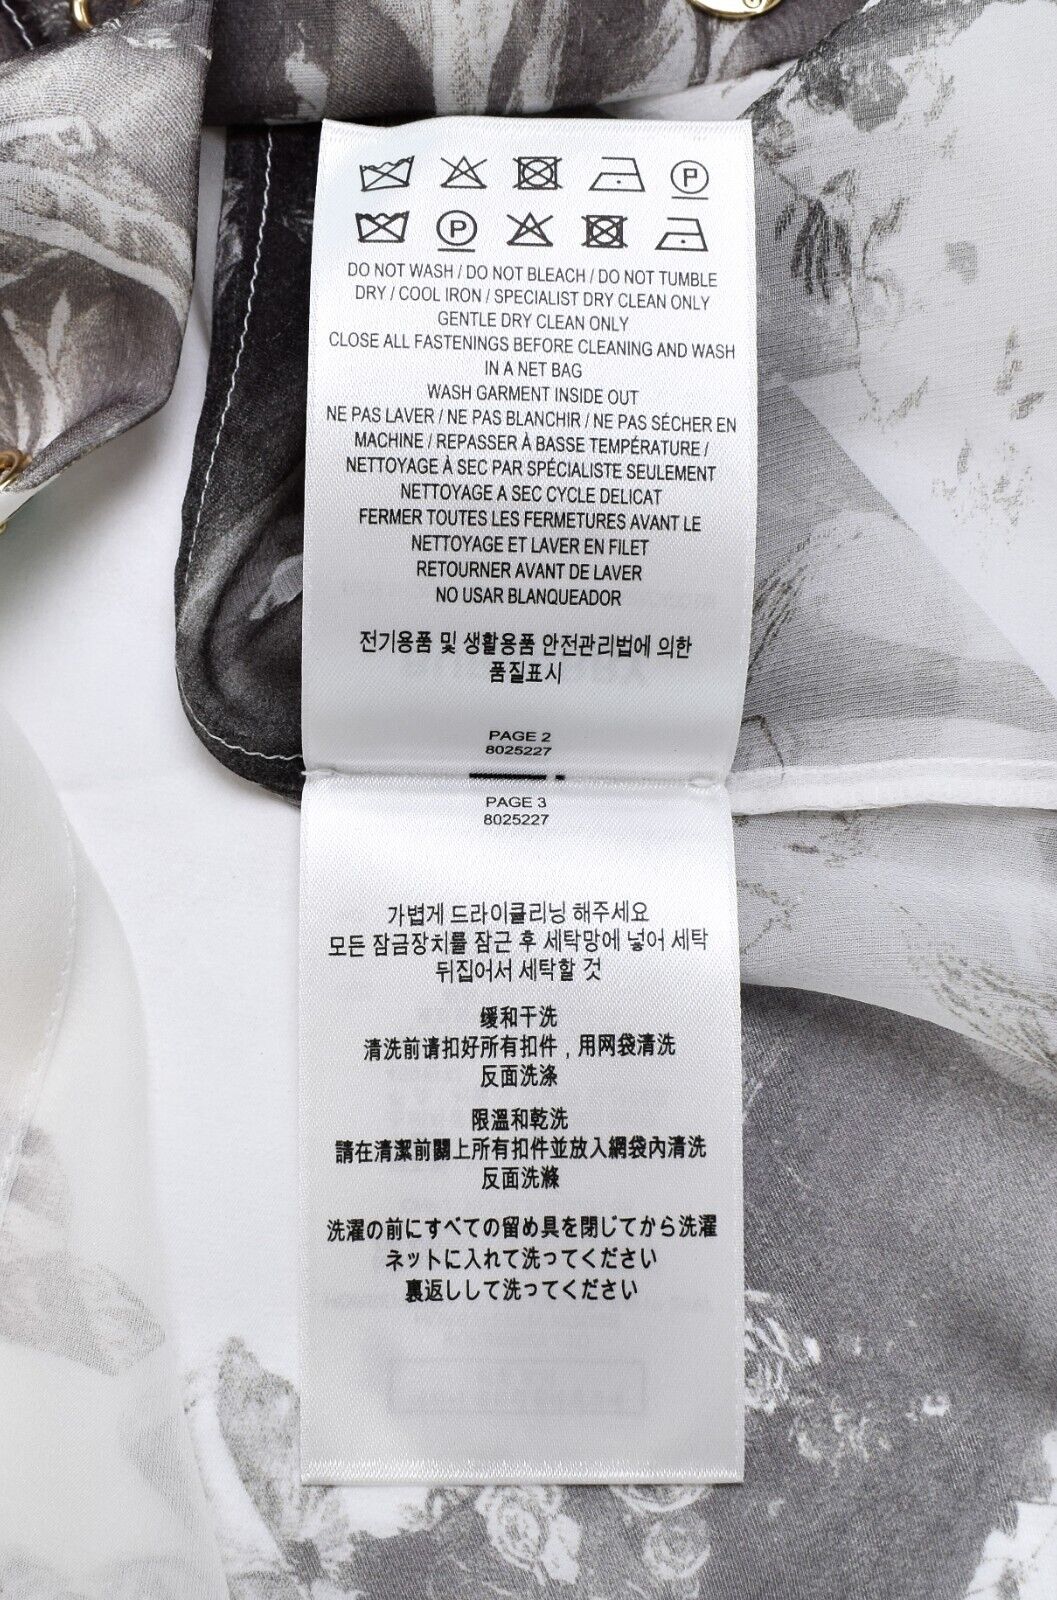 P
P
DO NOT WASH / DO NOT BLEACH / DO NOT TUMBLE
DRY / COOL IRON / SPECIALIST DRY CLEAN ONLY
GENTLE DRY CLEAN ONLY
CLOSE ALL FASTENINGS BEFORE CLEANING AND WASH
IN A NET BAG
WASH GARMENT INSIDE OUT
NE PAS LAVER / NE PAS BLANCHIR / NE PAS SÉCHER EN
MACHINE / REPASSER À BASSE TEMPÉRATURE /
NETTOYAGE À SEC PAR SPÉCIALISTE SEULEMENT
NETTOYAGE A SEC CYCLE DELICAT
FERMER TOUTES LES FERMETURES AVANT LE
NETTOYAGE ET LAVER EN FILET
RETOURNER AVANT DE LAVER
NO USAR BLANQUEADOR
전기용품 및 생활용품 안전관리법에 의한
품질표시
PAGE 2
8025227
PAGE 3
8025227
가볍게 드라이클리닝 해주세요
모든 잠금장치를 잠근 후 세탁망에 넣어 세탁
뒤집어서 세탁할 것
缓和干洗
清洗前请扣好所有扣件，用网袋清洗
反面洗涤
限溫和乾洗
請在清潔前關上所有扣件並放入網袋內清洗
反面洗滌
洗濯の前にすべての留め具を閉じてから洗濯
ネットに入れて洗ってください
裏返しして洗ってください